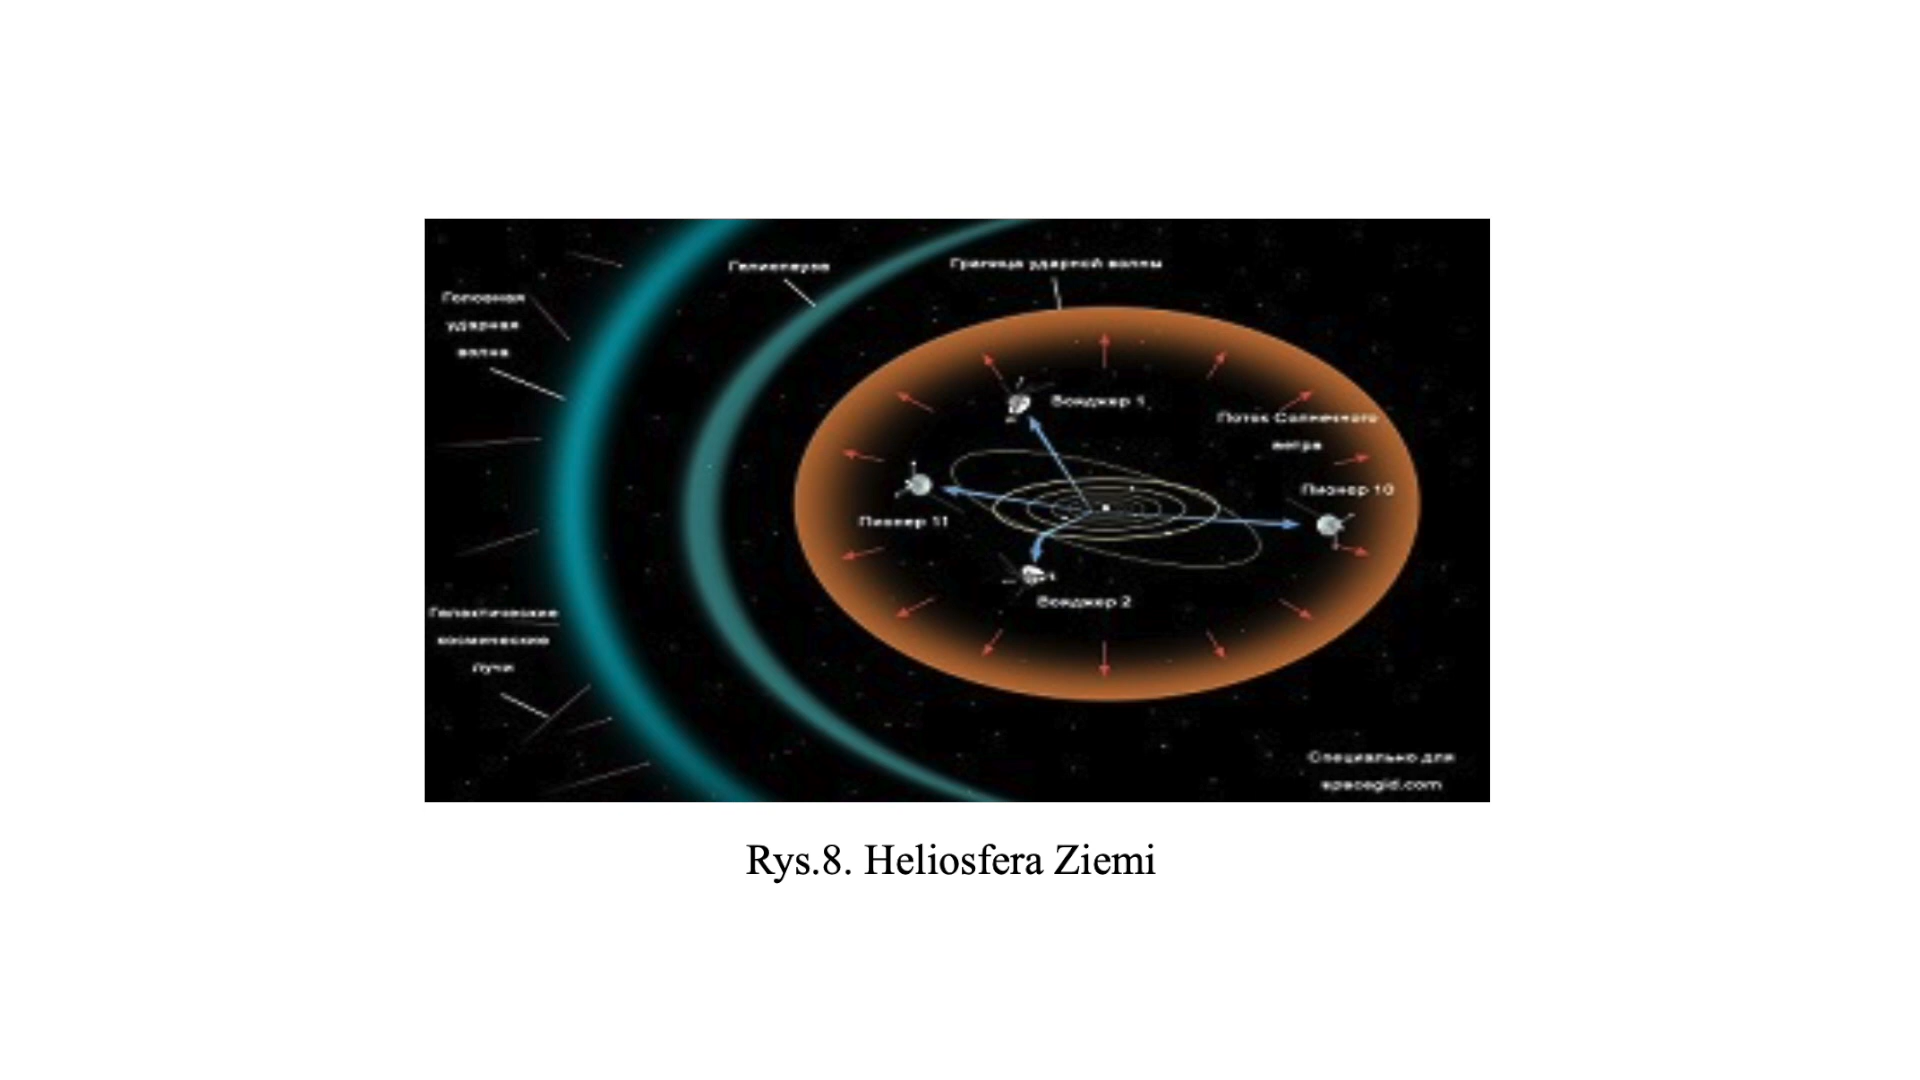 Гелиопауза
Граница ударной волны
Головная
ударная
волна
Вояджер 1
Поток Солнечного
ветра
Пионер 10
Пионер 11
Вояджер 2
Галактические
космические
лучи
Специально для
spacegid.com
Rys.8. Heliosfera Ziemi